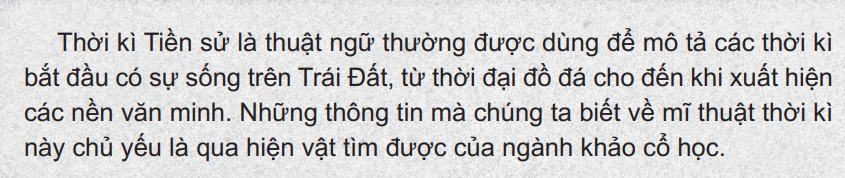 Thời kì Tiền sử là thuật ngữ thường được dùng để mô tả các thời kì
bắt đầu có sự sống trên Trái Đất, từ thời đại đồ đá cho đến khi xuất hiện
các nền văn minh. Những thông tin mà chúng ta biết về mĩ thuật thời kì
này chủ yếu là qua hiện vật tìm được của ngành khảo cổ học.